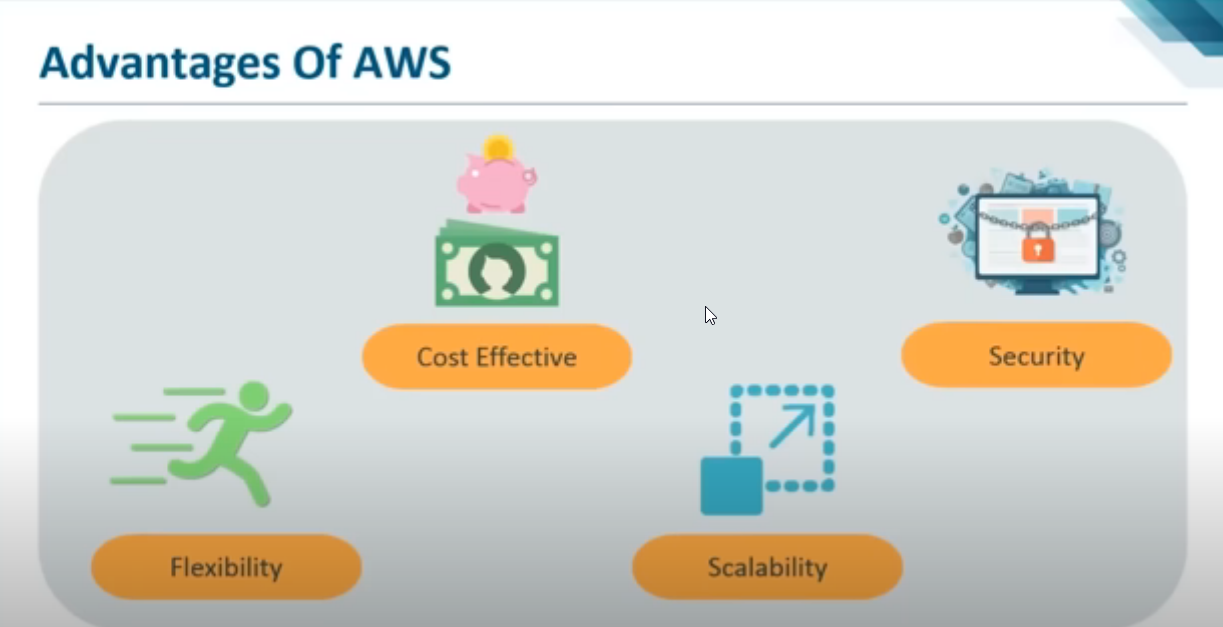 Advantages Of AWS
Cost Effective
Security
Flexibility
Scalability